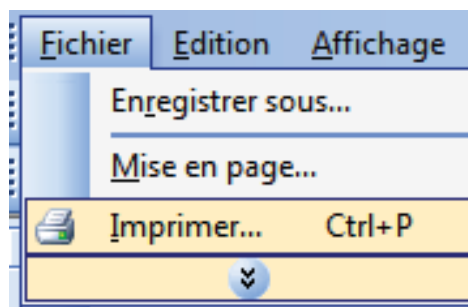 Fichier Edition Affichage
Enregistrer sous...
Mise en page...
Imprimer... Ctrl+P